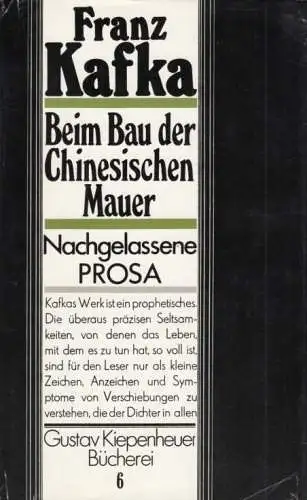 Franz
Kafka
Beim Bau der
Chinesischen
Mauer
Nachgelassene
PROSA
Kafkas Werk ist ein prophetisches.
Die überaus präzisen Seltsam-
keiten, von denen das Leben,
mit dem es zu tun hat, so voll ist,
sind für den Leser nur als kleine
Zeichen, Anzeichen und Sym-
ptome von Verschiebungen zu
verstehen, die der Dichter in allen
Gustav Kiepenheuer
Bücherei
6